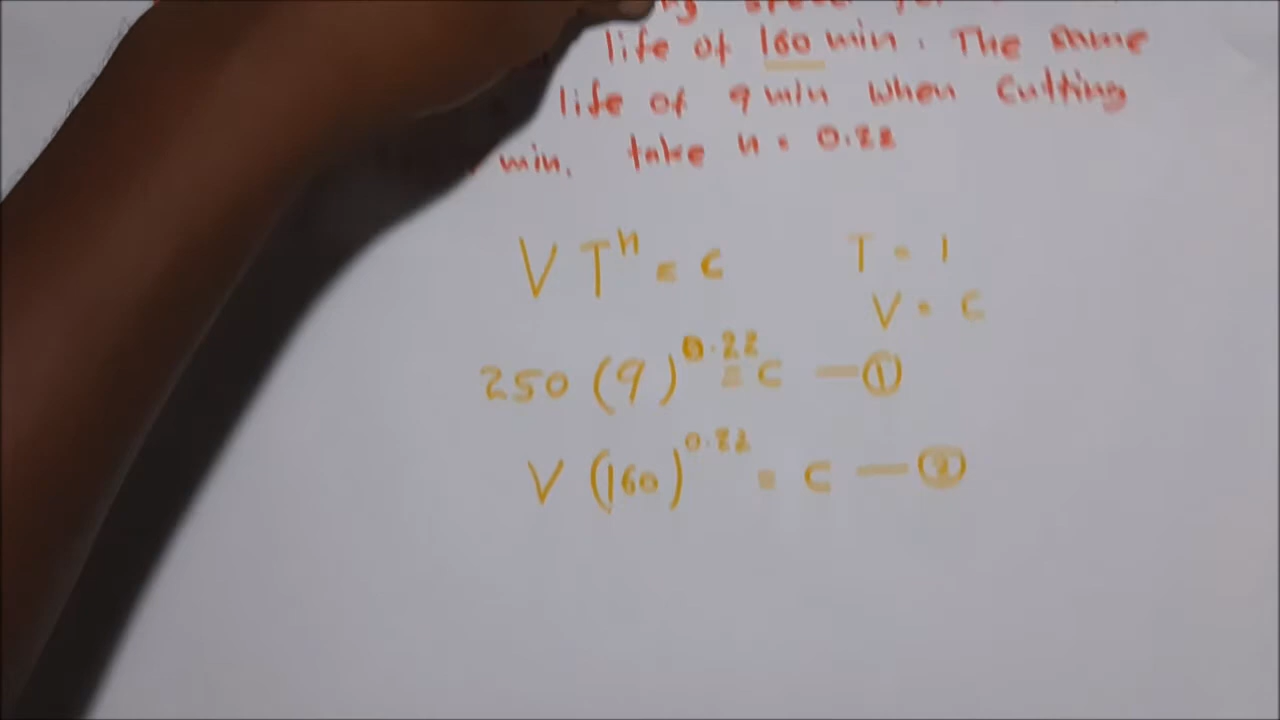 life of 160 min. The same
life of 9 min when cutting
min. take n = 0.22
VTⁿ = C T = 1
V = C
250 (9)^0.22 = C — ①
V (160)^0.22 = C — ②